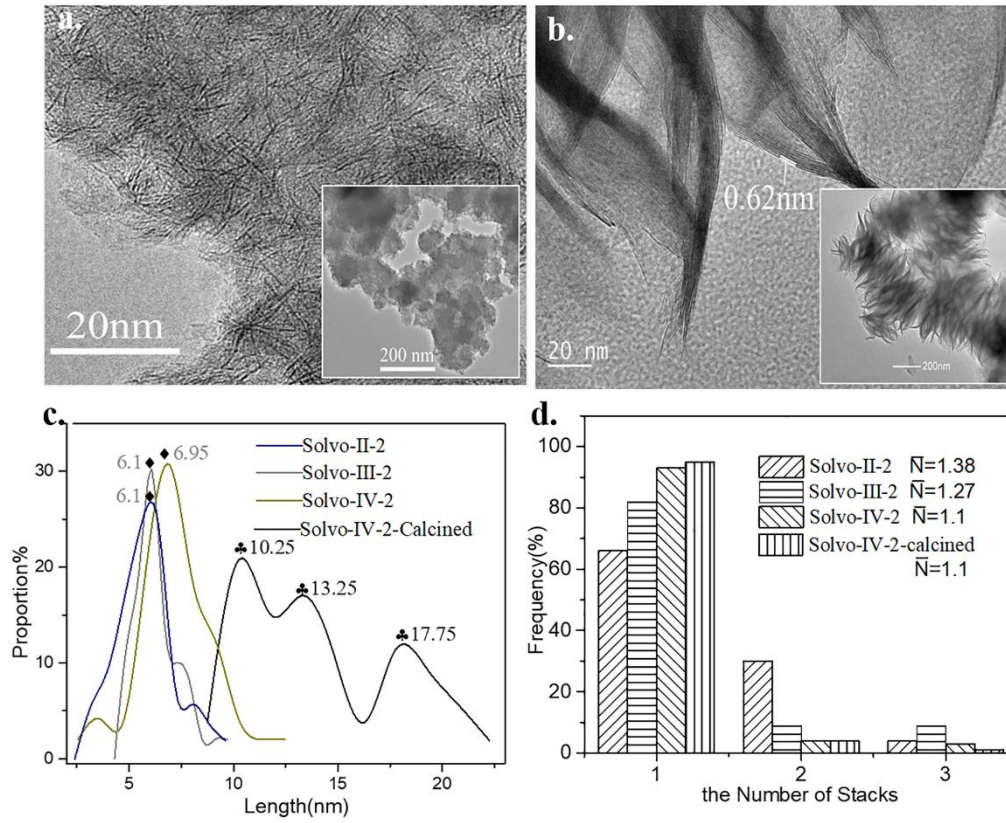 a.
20nm
200 nm
b.
0.62nm
20 nm
200nm
c.
Proportion%
30
20
10
0
5
10
15
20
Length(nm)
6.1
6.95
6.1
10.25
13.25
17.75
Solvo-II-2
Solvo-III-2
Solvo-IV-2
Solvo-IV-2-Calcined
d.
Frequency(%)
100
80
60
40
20
0
1
2
3
the Number of Stacks
Solvo-II-2 N̄=1.38
Solvo-III-2 N̄=1.27
Solvo-IV-2 N̄=1.1
Solvo-IV-2-calcined
N̄=1.1